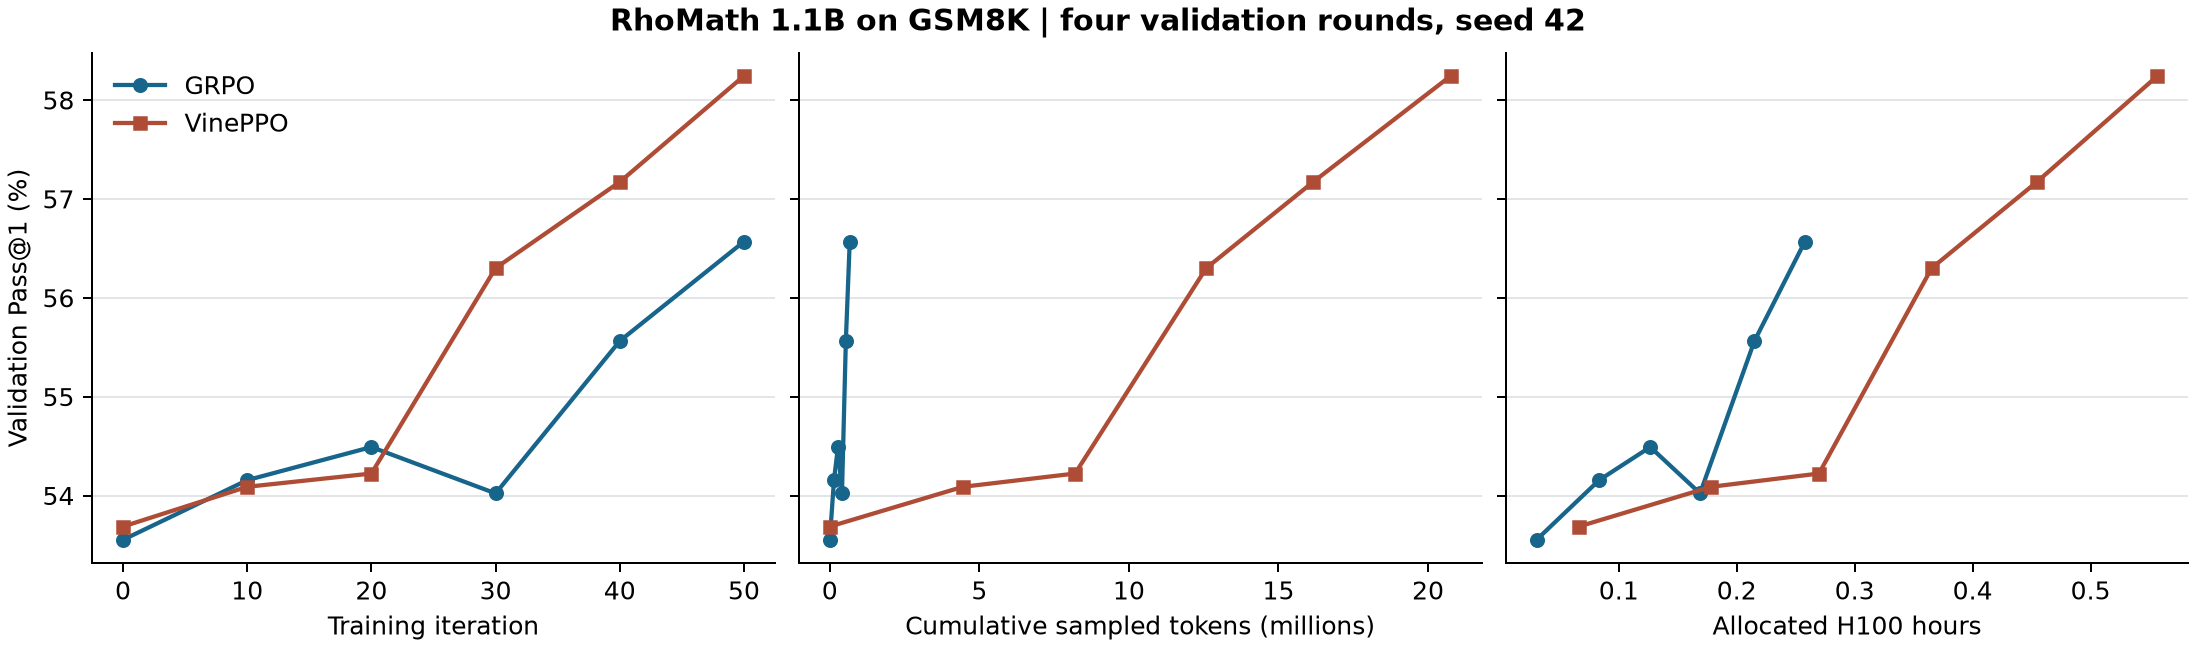 RhoMath 1.1B on GSM8K | four validation rounds, seed 42
GRPO
VinePPO
Validation Pass@1 (%)
58
57
56
55
54
0 10 20 30 40 50
Training iteration
0 5 10 15 20
Cumulative sampled tokens (millions)
0.1 0.2 0.3 0.4 0.5
Allocated H100 hours